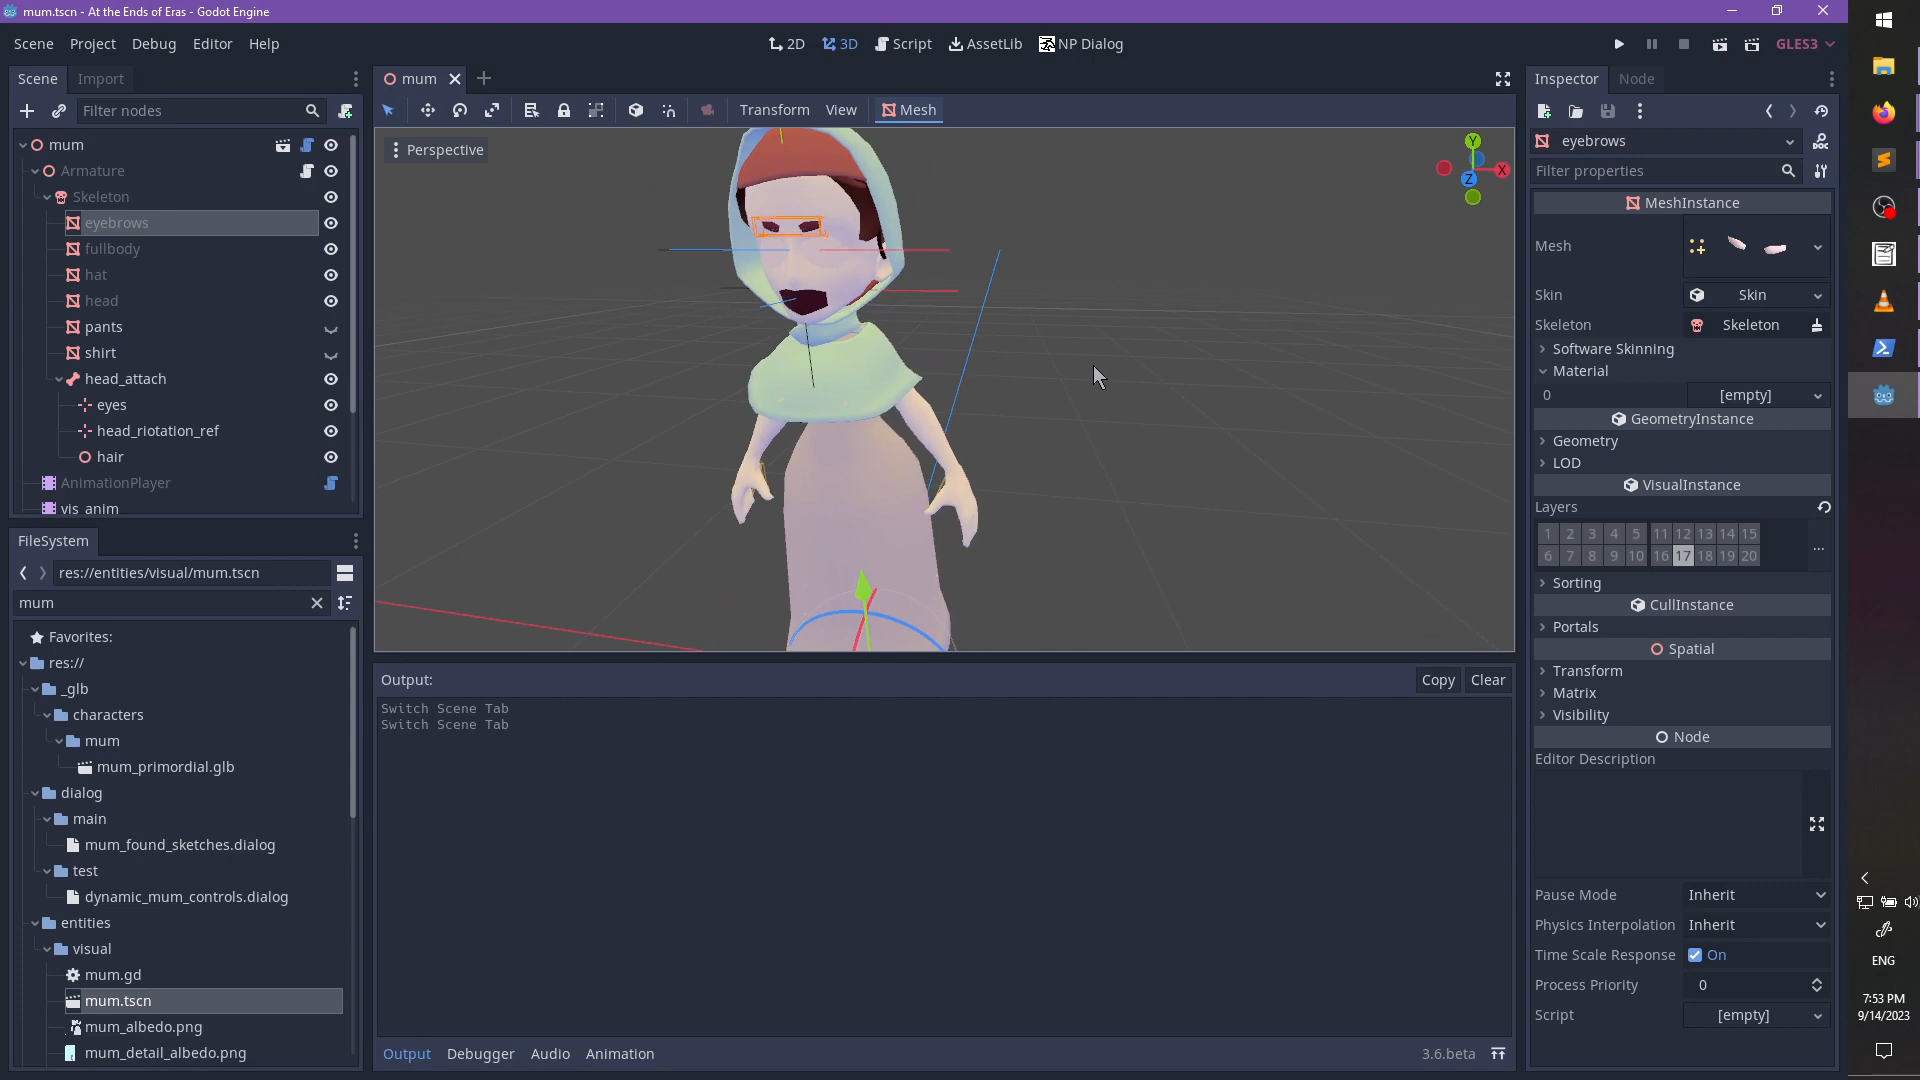 mum.tscn - At the Ends of Eras - Godot Engine
Scene Project Debug Editor Help
2D 3D Script AssetLib NP Dialog
GLES3
Scene Import
Filter nodes
mum
Armature
Skeleton
eyebrows
fullbody
hat
head
pants
shirt
head_attach
eyes
head_riotation_ref
hair
AnimationPlayer
vis_anim
FileSystem
res://entities/visual/mum.tscn
mum
Favorites:
res://
_glb
characters
mum
mum_primordial.glb
dialog
main
mum_found_sketches.dialog
test
dynamic_mum_controls.dialog
entities
visual
mum.gd
mum.tscn
mum_albedo.png
mum_detail_albedo.png
mum
Transform View Mesh
Perspective
Y
X
Z
Output:
Copy Clear
Switch Scene Tab
Switch Scene Tab
Output Debugger Audio Animation
3.6.beta
Inspector Node
eyebrows
Filter properties
MeshInstance
Mesh
Skin Skin
Skeleton Skeleton
Software Skinning
Material
0 [empty]
GeometryInstance
Geometry
LOD
VisualInstance
Layers
1 2 3 4 5 11 12 13 14 15
6 7 8 9 10 16 17 18 19 20
...
Sorting
CullInstance
Portals
Spatial
Transform
Matrix
Visibility
Node
Editor Description
Pause Mode Inherit
Physics Interpolation Inherit
Time Scale Response On
Process Priority 0
Script [empty]
ENG
7:53 PM
9/14/2023